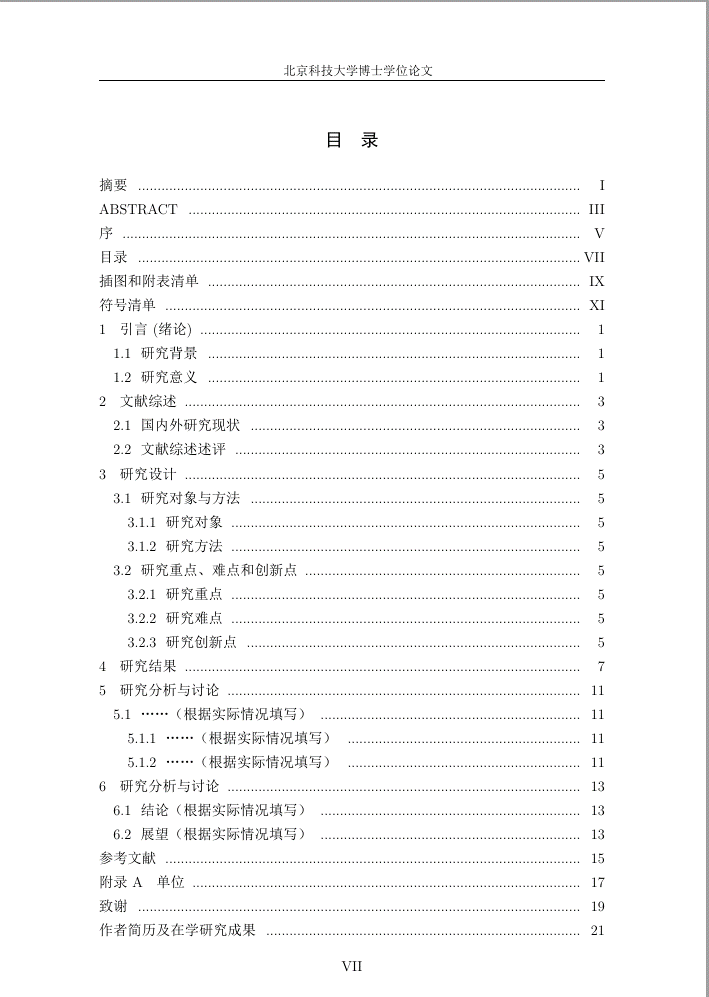 北京科技大学博士学位论文
目 录
摘要 ........ I
ABSTRACT ........ III
序 ........ V
目录 ........ VII
插图和附表清单 ........ IX
符号清单 ........ XI
1 引言 (绪论) ........ 1
1.1 研究背景 ........ 1
1.2 研究意义 ........ 1
2 文献综述 ........ 3
2.1 国内外研究现状 ........ 3
2.2 文献综述述评 ........ 3
3 研究设计 ........ 5
3.1 研究对象与方法 ........ 5
3.1.1 研究对象 ........ 5
3.1.2 研究方法 ........ 5
3.2 研究重点、难点和创新点 ........ 5
3.2.1 研究重点 ........ 5
3.2.2 研究难点 ........ 5
3.2.3 研究创新点 ........ 5
4 研究结果 ........ 7
5 研究分析与讨论 ........ 11
5.1 ……（根据实际情况填写） ........ 11
5.1.1 ……（根据实际情况填写） ........ 11
5.1.2 ……（根据实际情况填写） ........ 11
6 研究分析与讨论 ........ 13
6.1 结论（根据实际情况填写） ........ 13
6.2 展望（根据实际情况填写） ........ 13
参考文献 ........ 15
附录 A 单位 ........ 17
致谢 ........ 19
作者简历及在学研究成果 ........ 21
VII